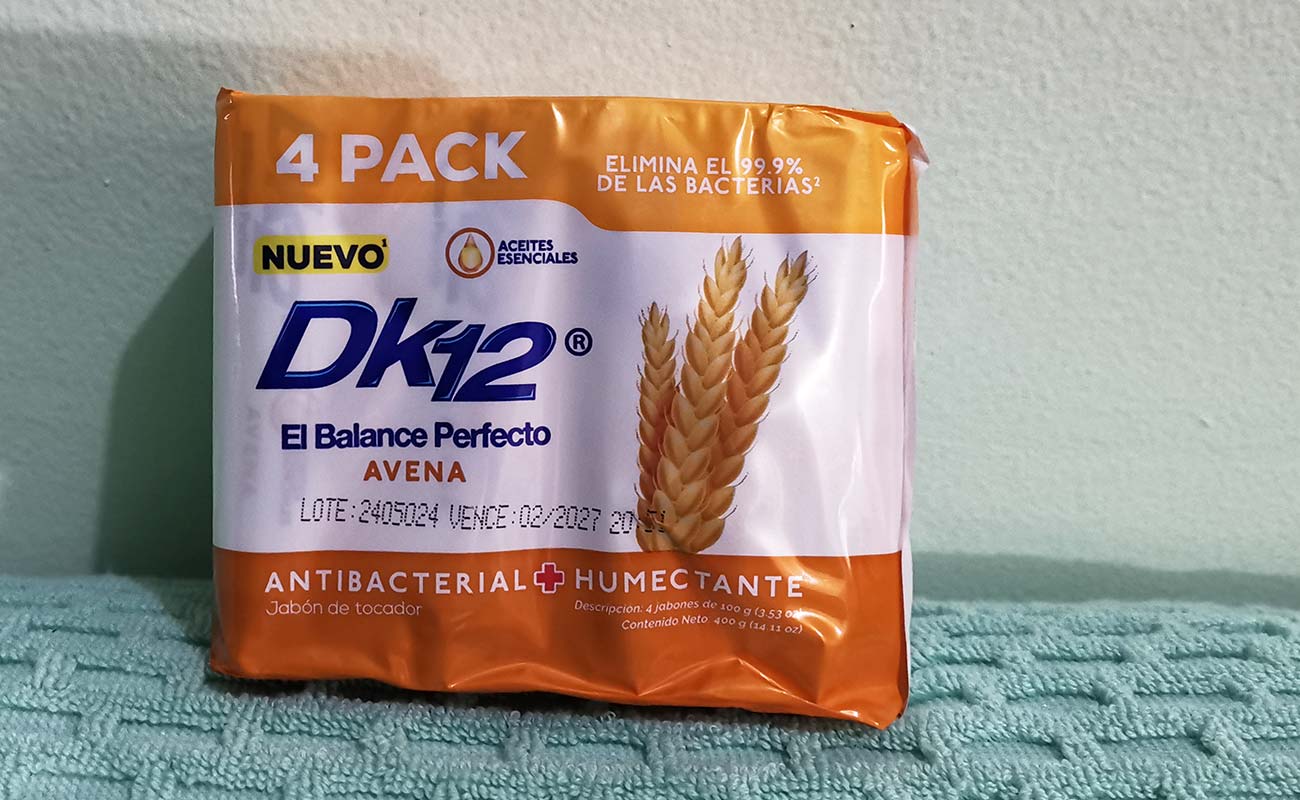 4 PACK
ELIMINA EL 99.9%
DE LAS BACTERIAS²
NUEVO¹
ACEITES
ESENCIALES
DK12®
El Balance Perfecto
AVENA
LOTE:2405024 VENCE:02/2027
ANTIBACTERIAL + HUMECTANTE
Jabón de tocador
Descripción: 4 jabones de 100 g (3.53 oz)
Contenido Neto: 400 g (14.11 oz)